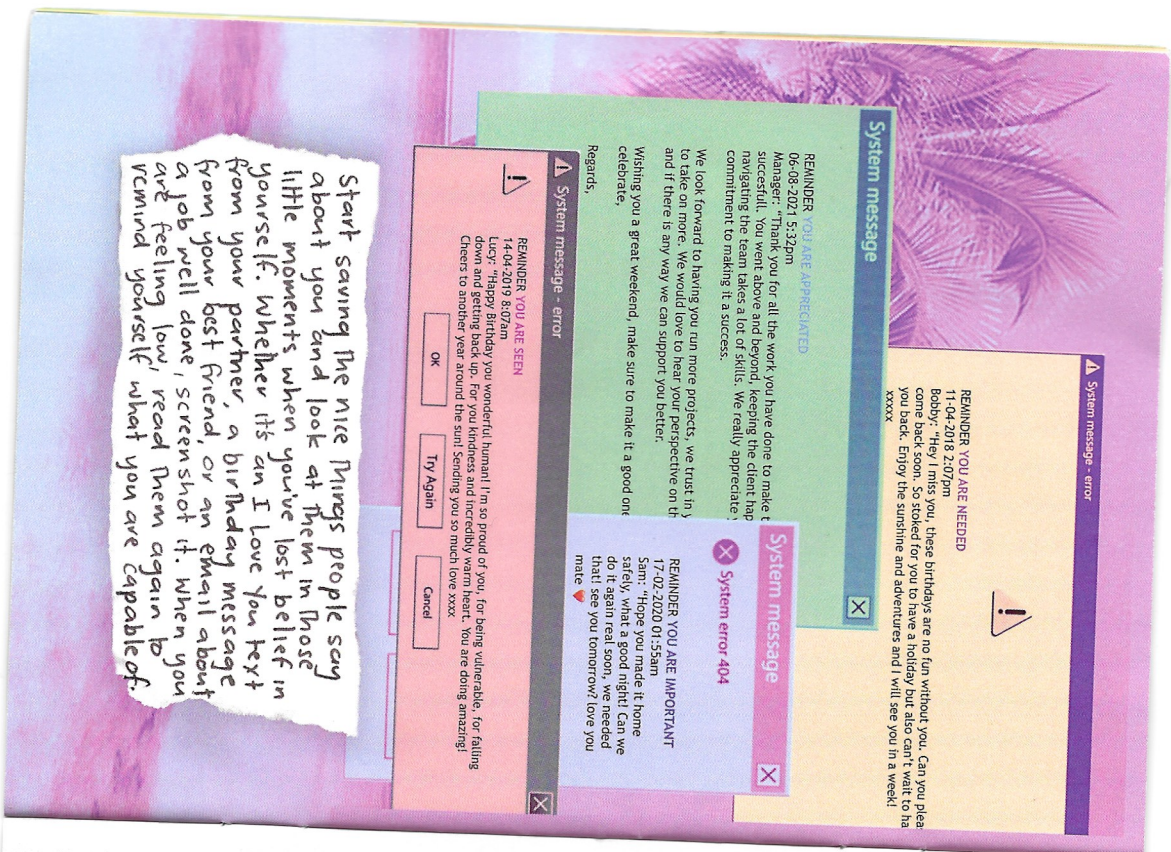 System message - error
REMINDER YOU ARE NEEDED
11-04-2018 2:07pm
Bobby: "Hey I miss you, these birthdays are no fun without you. Can you plea
come back soon. So stoked for you to have a holiday but also can't wait to ha
you back. Enjoy the sunshine and adventures and I will see you in a week!
xxxxx
System message
REMINDER YOU ARE APPRECIATED
06-08-2021 5:32pm
Manager: "Thank you for all the work you have done to make t
succesfull. You went above and beyond, keeping the client hap
navigating the team takes a lot of skills. We really appreciate
commitment to making it a success.
We look forward to having you run more projects, we trust in y
to take on more. We would love to hear your perspective on th
and if there is any way we can support you better.
Wishing you a great weekend, make sure to make it a good one
celebrate,
Regards,
System message
System error 404
REMINDER YOU ARE IMPORTANT
17-02-2020 01:55am
Sam: "Hope you made it home
safely, what a good night! Can we
do it again real soon, we needed
that! see you tomorrow? love you
mate ❤️
System message - error
REMINDER YOU ARE SEEN
14-04-2019 8:07am
Lucy: "Happy Birthday you wonderful human! I'm so proud of you, for being vulnerable, for falling
down and getting back up. For you kindness and incredibly warm heart. You are doing amazing!
Cheers to another year around the sun! Sending you so much love xxxx
OK
Try Again
Cancel
Start saving the nice things people say
about you and look at them in those
little moments when you've lost belief in
yourself. Whether it's an I Love You text
from your partner, a birthday message
from your best friend, or an email about
a job well done, screenshot it. When you
are feeling low, read them again to
remind yourself what you are capable of.